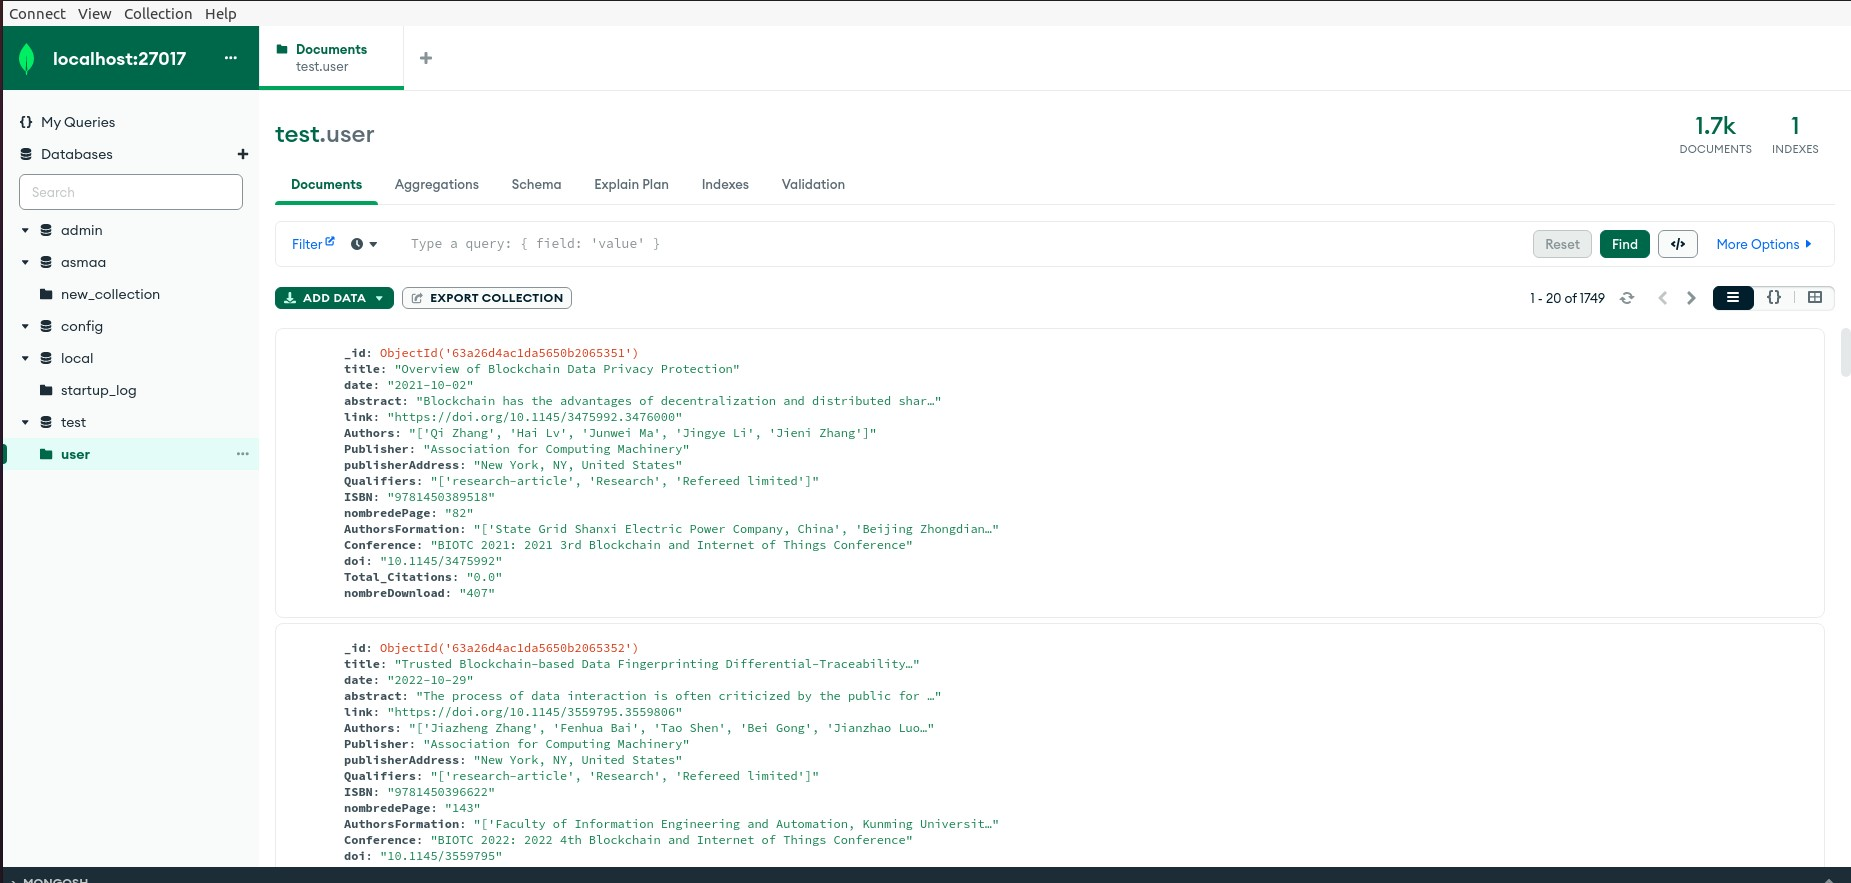 Connect View Collection Help
localhost:27017 ...
Documents
test.user
+
My Queries
Databases +
Search
admin
asmaa
new_collection
config
local
startup_log
test
user ...
test.user
1.7k DOCUMENTS
1 INDEXES
Documents Aggregations Schema Explain Plan Indexes Validation
Filter Type a query: { field: 'value' } Reset Find </> More Options
ADD DATA EXPORT COLLECTION 1 - 20 of 1749 {}
_id: ObjectId('63a26d4ac1da5650b2065351')
title: "Overview of Blockchain Data Privacy Protection"
date: "2021-10-02"
abstract: "Blockchain has the advantages of decentralization and distributed shar…"
link: "https://doi.org/10.1145/3475992.3476000"
Authors: "['Qi Zhang', 'Hai Lv', 'Junwei Ma', 'Jingye Li', 'Jieni Zhang']"
Publisher: "Association for Computing Machinery"
publisherAddress: "New York, NY, United States"
Qualifiers: "['research-article', 'Research', 'Refereed limited']"
ISBN: "9781450389518"
nombredePage: "82"
AuthorsFormation: "['State Grid Shanxi Electric Power Company, China', 'Beijing Zhongdian…"
Conference: "BIOTC 2021: 2021 3rd Blockchain and Internet of Things Conference"
doi: "10.1145/3475992"
Total_Citations: "0.0"
nombreDownload: "407"
_id: ObjectId('63a26d4ac1da5650b2065352')
title: "Trusted Blockchain-based Data Fingerprinting Differential-Traceability…"
date: "2022-10-29"
abstract: "The process of data interaction is often criticized by the public for …"
link: "https://doi.org/10.1145/3559795.3559806"
Authors: "['Jiazheng Zhang', 'Fenhua Bai', 'Tao Shen', 'Bei Gong', 'Jianzhao Luo…"
Publisher: "Association for Computing Machinery"
publisherAddress: "New York, NY, United States"
Qualifiers: "['research-article', 'Research', 'Refereed limited']"
ISBN: "9781450396622"
nombredePage: "143"
AuthorsFormation: "['Faculty of Information Engineering and Automation, Kunming Universit…"
Conference: "BIOTC 2022: 2022 4th Blockchain and Internet of Things Conference"
doi: "10.1145/3559795"
MONGOSH